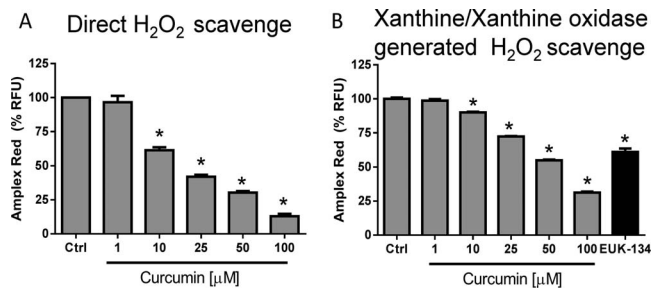 A
Direct H₂O₂ scavenge
Amplex Red (% RFU)
125
100
75
50
25
0
*
*
*
*
Ctrl 1 10 25 50 100
Curcumin [μM]
B
Xanthine/Xanthine oxidase
generated H₂O₂ scavenge
Amplex Red (% RFU)
125
100
75
50
25
0
*
*
*
*
*
Ctrl 1 10 25 50 100 EUK-134
Curcumin [μM]